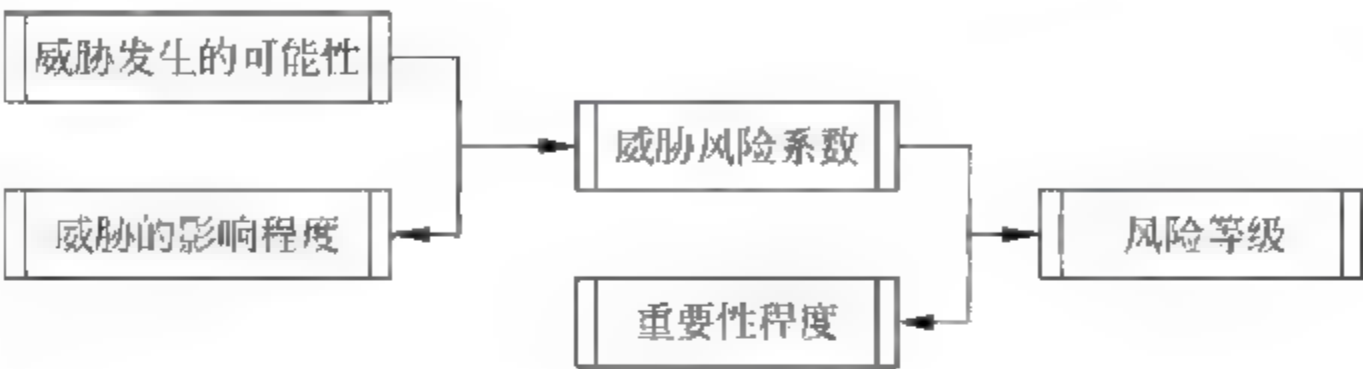 威胁发生的可能性
威胁的影响程度
威胁风险系数
重要性程度
风险等级